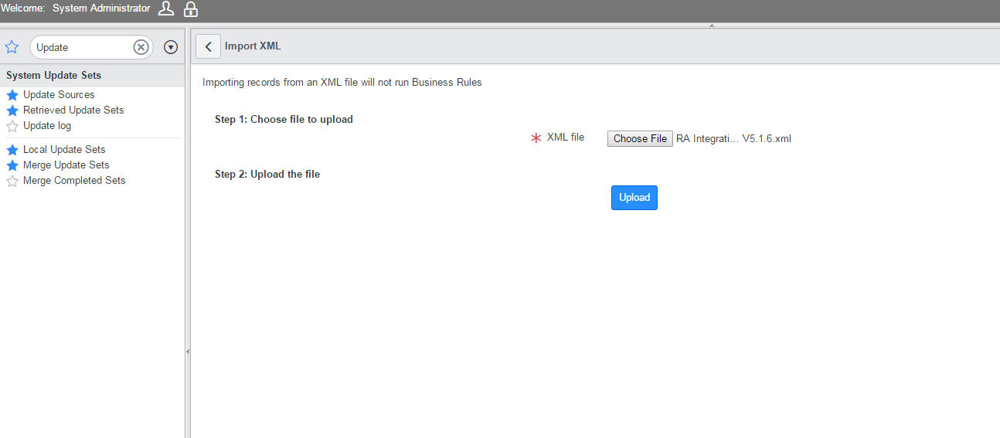 Welcome: System Administrator
Update
System Update Sets
Update Sources
Retrieved Update Sets
Update log
Local Update Sets
Merge Update Sets
Merge Completed Sets
Import XML
Importing records from an XML file will not run Business Rules
Step 1: Choose file to upload
XML file Choose File RA Integrati... V5.1.6.xml
Step 2: Upload the file
Upload